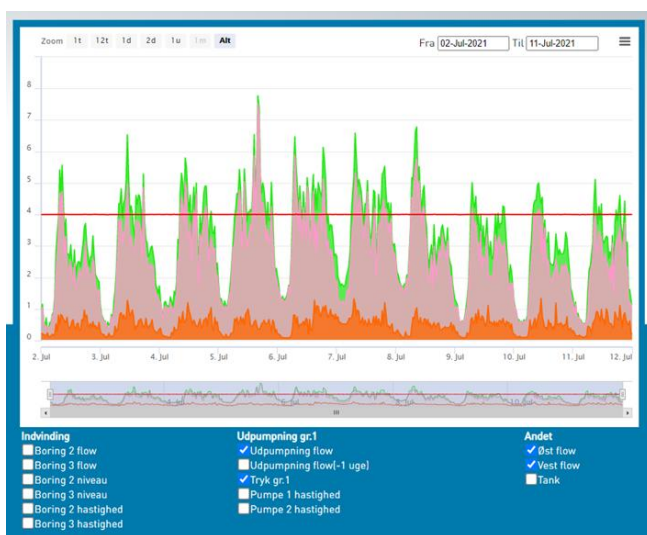 Zoom 1t 12t 1d 2d 1u 1m Alt Fra 02-Jul-2021 Til 11-Jul-2021
8
7
6
5
4
3
2
1
0
2. Jul 3. Jul 4. Jul 5. Jul 6. Jul 7. Jul 8. Jul 9. Jul 10. Jul 11. Jul 12. Jul
Indvinding
Boring 2 flow
Boring 3 flow
Boring 2 niveau
Boring 3 niveau
Boring 2 hastighed
Boring 3 hastighed
Udpumpning gr.1
Udpumpning flow
Udpumpning flow(-1 uge)
Tryk gr.1
Pumpe 1 hastighed
Pumpe 2 hastighed
Andet
Øst flow
Vest flow
Tank